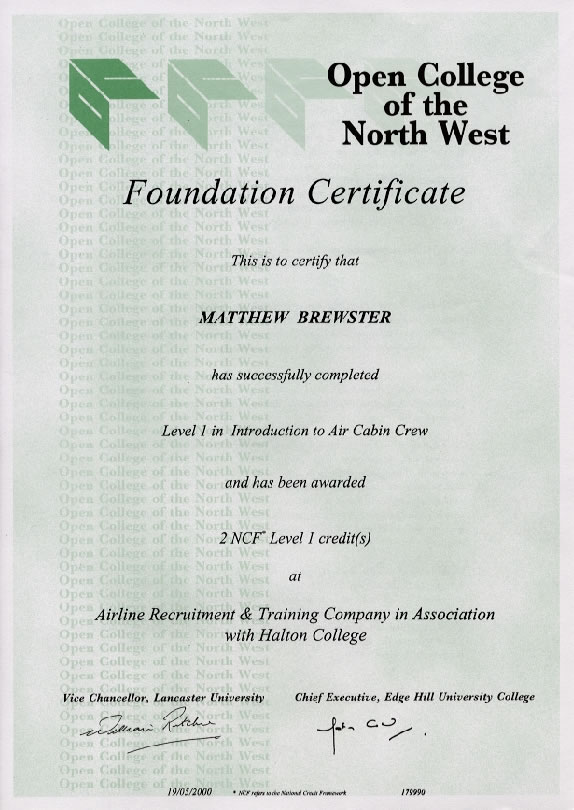 Open College
of the
North West
Foundation Certificate
This is to certify that
MATTHEW BREWSTER
has successfully completed
Level 1 in Introduction to Air Cabin Crew
and has been awarded
2 NCF* Level 1 credit(s)
at
Airline Recruitment & Training Company in Association
with Halton College
Vice Chancellor, Lancaster University
Chief Executive, Edge Hill University College
William Ritchie
19/05/2000
* NCF refers to the National Credit Framework
179990